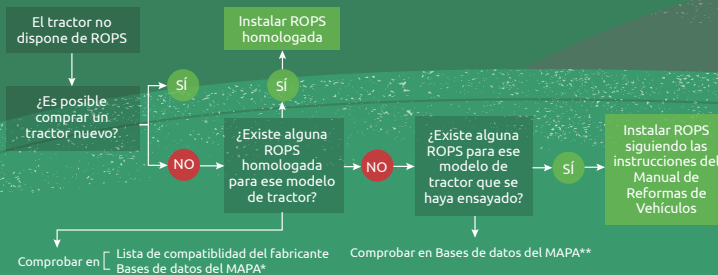 El tractor no
dispone de ROPS
Instalar ROPS
homologada
SÍ
SÍ
¿Es posible
comprar un
tractor nuevo?
NO
¿Existe alguna
ROPS
homologada
para ese modelo
de tractor?
NO
¿Existe alguna
ROPS para ese
modelo de
tractor que se
haya ensayado?
SÍ
Instalar ROPS
siguiendo las
instrucciones del
Manual de
Reformas de
Vehículos
Comprobar en
Lista de compatiblidad del fabricante
Bases de datos del MAPA*
Comprobar en Bases de datos del MAPA**